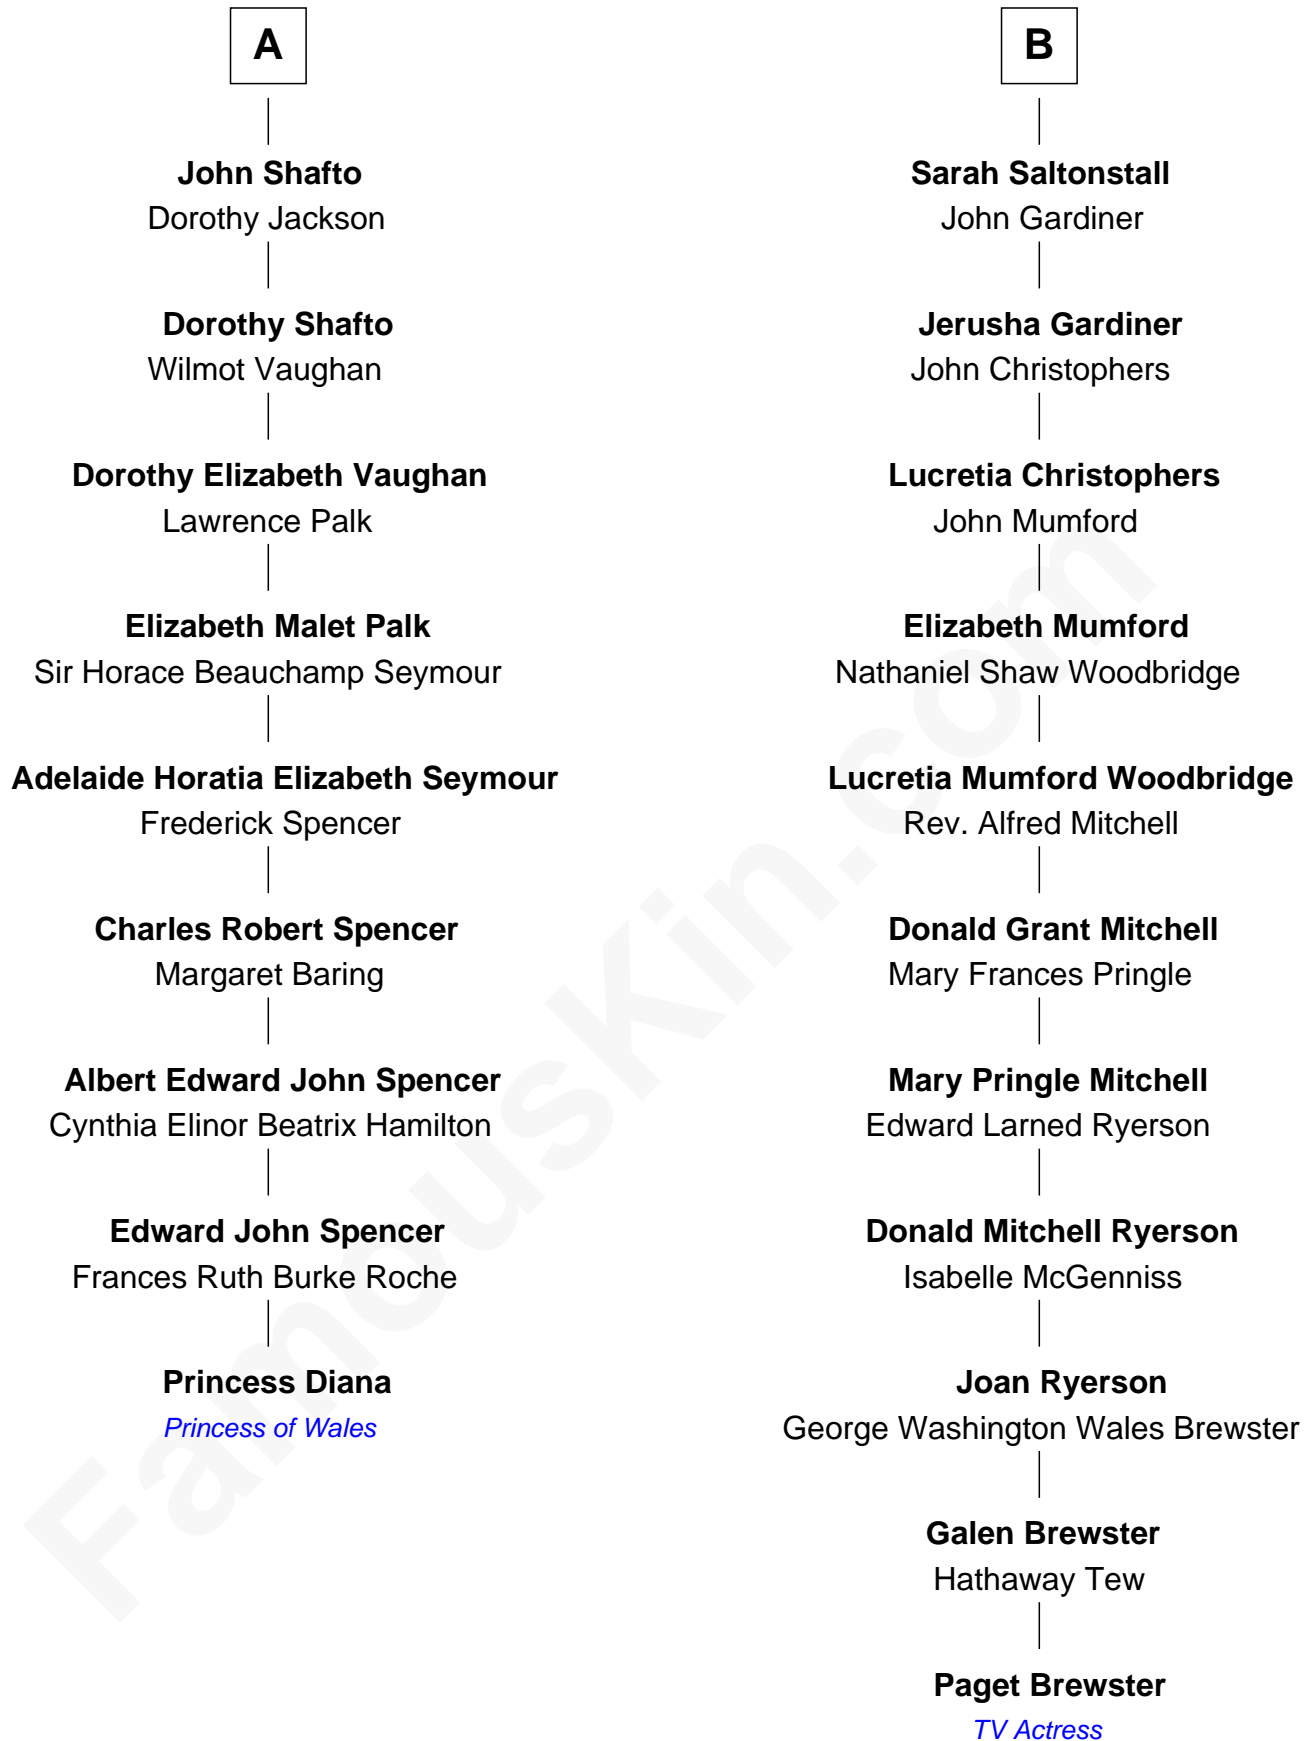 A
John Shafto
Dorothy Jackson
Dorothy Shafto
Wilmot Vaughan
Dorothy Elizabeth Vaughan
Lawrence Palk
Elizabeth Malet Palk
Sir Horace Beauchamp Seymour
Adelaide Horatia Elizabeth Seymour
Frederick Spencer
Charles Robert Spencer
Margaret Baring
Albert Edward John Spencer
Cynthia Elinor Beatrix Hamilton
Edward John Spencer
Frances Ruth Burke Roche
Princess Diana
Princess of Wales
B
Sarah Saltonstall
John Gardiner
Jerusha Gardiner
John Christophers
Lucretia Christophers
John Mumford
Elizabeth Mumford
Nathaniel Shaw Woodbridge
Lucretia Mumford Woodbridge
Rev. Alfred Mitchell
Donald Grant Mitchell
Mary Frances Pringle
Mary Pringle Mitchell
Edward Larned Ryerson
Donald Mitchell Ryerson
Isabelle McGenniss
Joan Ryerson
George Washington Wales Brewster
Galen Brewster
Hathaway Tew
Paget Brewster
TV Actress
FamousKin.com